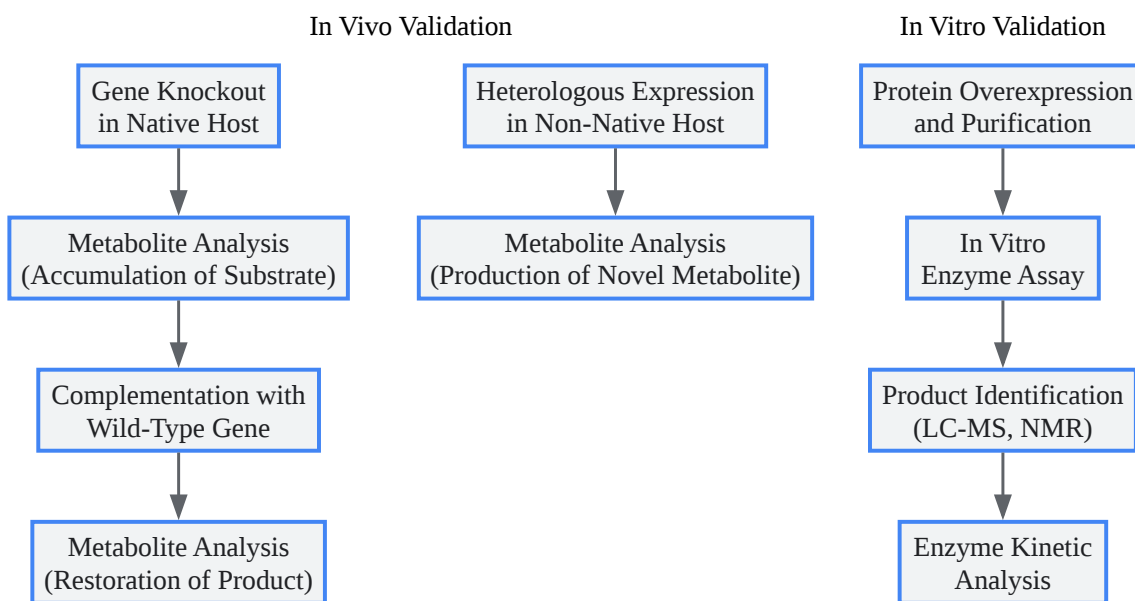 In Vivo Validation
In Vitro Validation
Gene Knockout
in Native Host
Heterologous Expression
in Non-Native Host
Protein Overexpression
and Purification
Metabolite Analysis
(Accumulation of Substrate)
Metabolite Analysis
(Production of Novel Metabolite)
In Vitro
Enzyme Assay
Complementation with
Wild-Type Gene
Product Identification
(LC-MS, NMR)
Metabolite Analysis
(Restoration of Product)
Enzyme Kinetic
Analysis